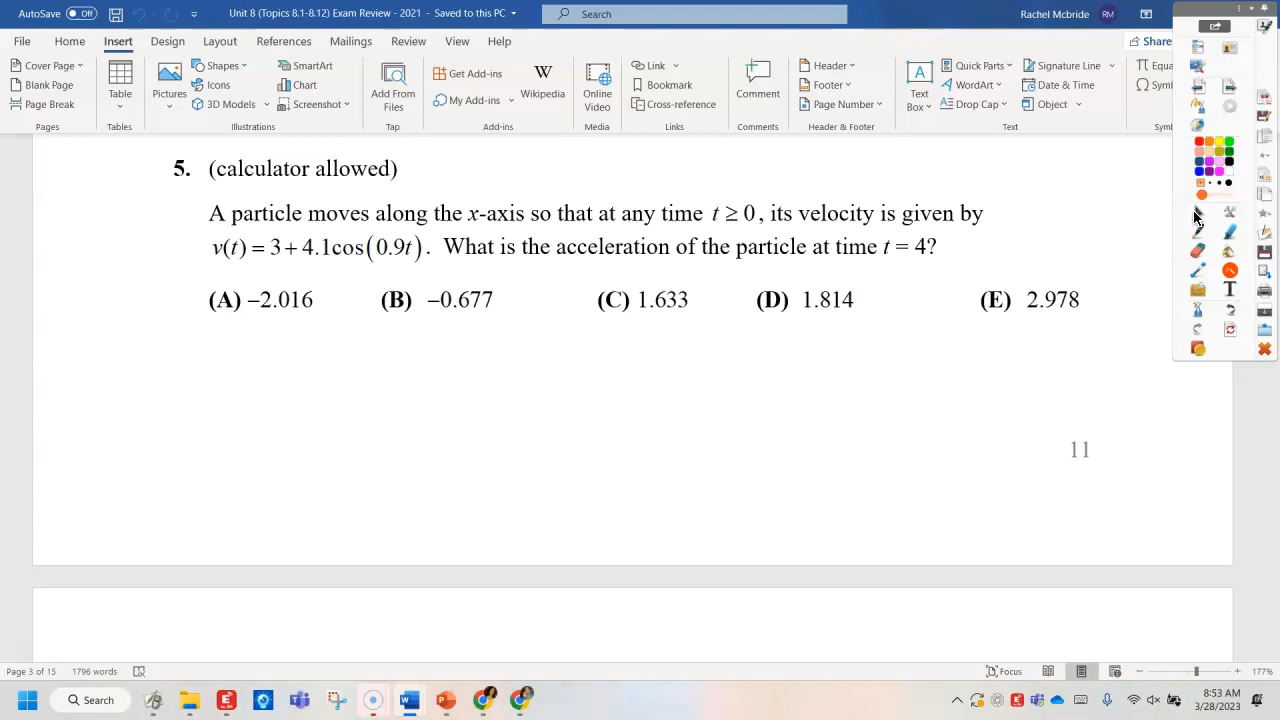 AutoSave Off Unit 8 (Topics 8.1-8.12) Exam Review - 2021 - Saved to this PC Search Rachel Mcbride RM
File Home Insert Design Layout References Mailings Review View Help Share
Cover Page Blank Page Page Break Pages
Table Tables
Pictures Shapes Icons 3D Models SmartArt Chart Screenshot Illustrations
Add From Files Tap
Get Add-ins My Add-ins Wikipedia Add-ins
Online Video Media
Link Bookmark Cross-reference Links
Comment Comments
Header Footer Page Number Header & Footer
Text Box Quick Parts WordArt Drop Cap Signature Line Date & Time Object Text
Equa Symb Symb
5. (calculator allowed)
A particle moves along the x-axis so that at any time t ≥ 0, its velocity is given by
v(t) = 3 + 4.1cos(0.9t). What is the acceleration of the particle at time t = 4?
(A) –2.016 (B) –0.677 (C) 1.633 (D) 1.814 (E) 2.978
11
Page 3 of 15 1796 words Focus 177%
Search 8:53 AM
3/28/2023